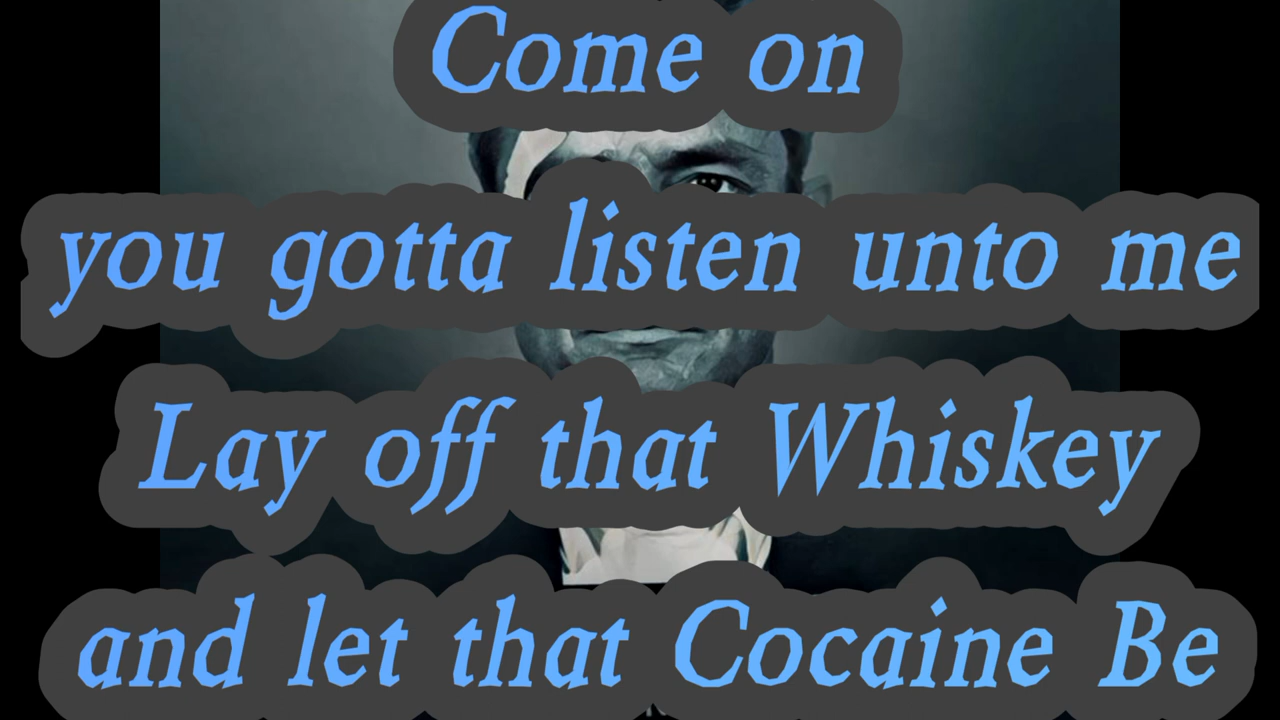 Come on
you gotta listen unto me
Lay off that Whiskey
and let that Cocaine Be